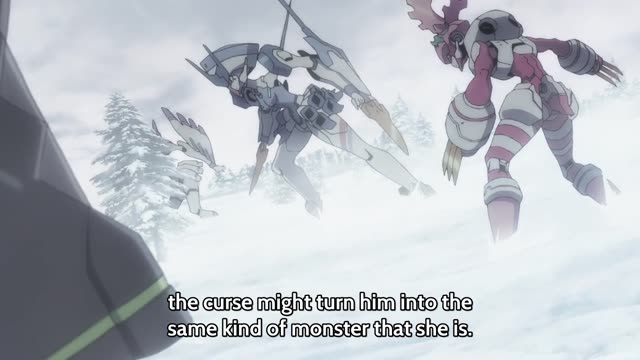 the curse might turn him into the
same kind of monster that she is.